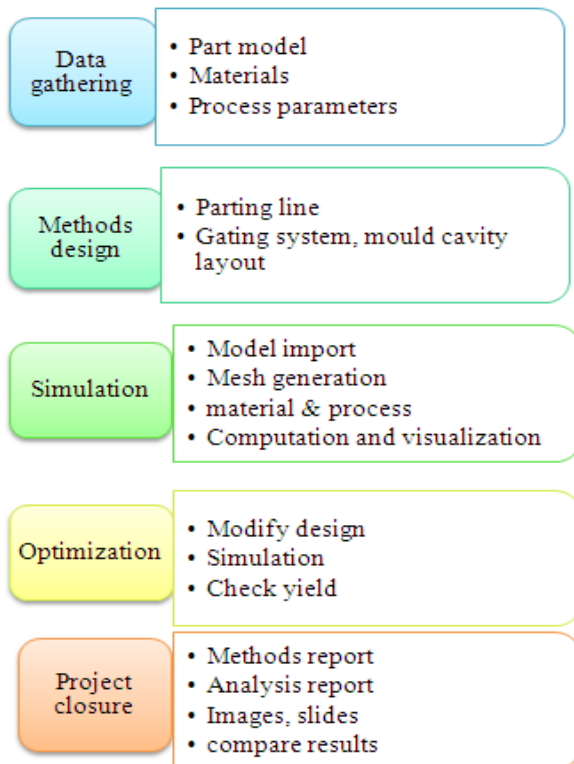 Data
gathering
• Part model
• Materials
• Process parameters
Methods
design
• Parting line
• Gating system, mould cavity
layout
Simulation
• Model import
• Mesh generation
• material & process
• Computation and visualization
Optimization
• Modify design
• Simulation
• Check yield
Project
closure
• Methods report
• Analysis report
• Images, slides
• compare results